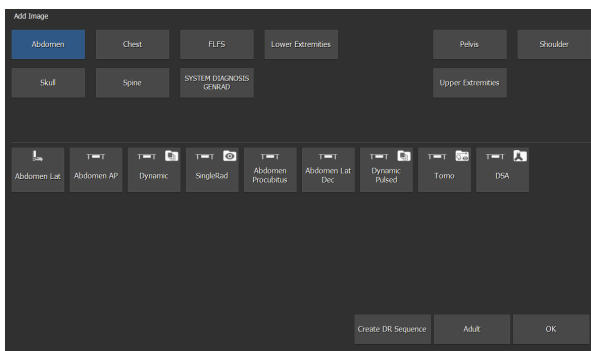 Add Image
Abdomen
Chest
FLFS
Lower Extremities
Pelvis
Shoulder
Skull
Spine
SYSTEM DIAGNOSIS
GENRAD
Upper Extremities
Abdomen Lat
Abdomen AP
Dynamic
SingleRad
Abdomen
Procubitus
Abdomen Lat
Dec
Dynamic
Pulsed
Tomo
DSA
Create DR Sequence
Adult
OK